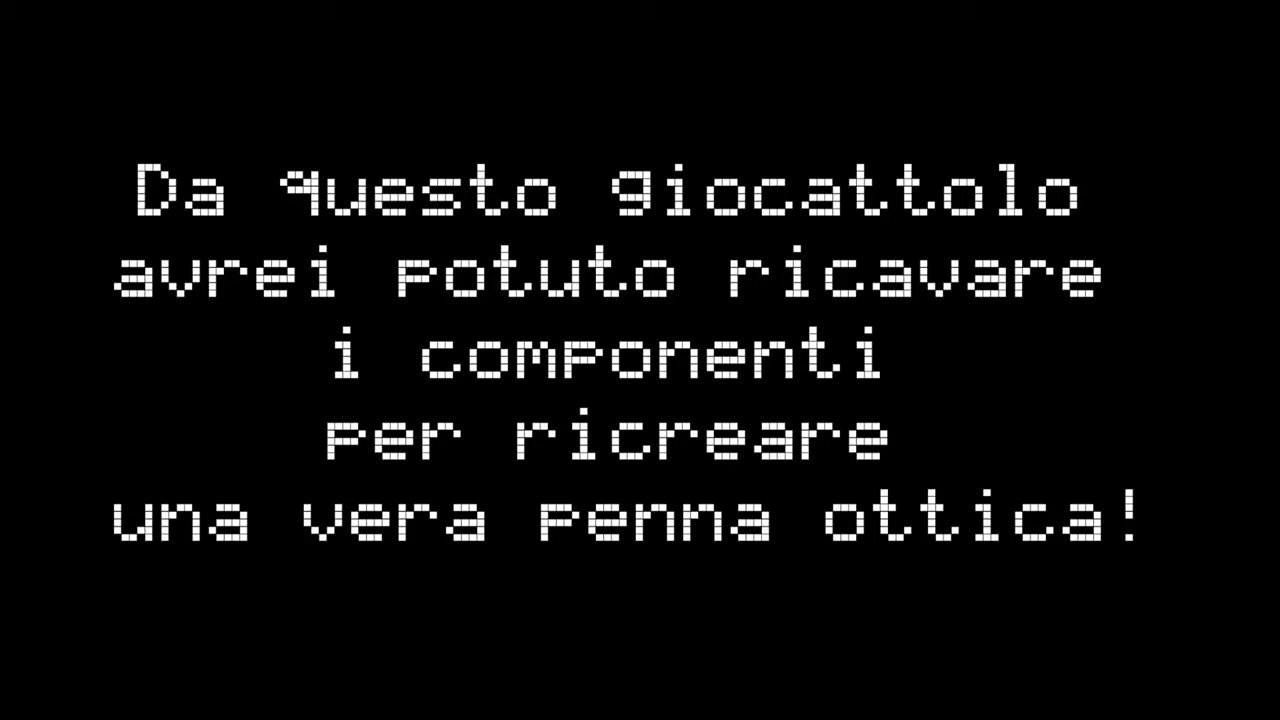 Da questo giocattolo
avrei potuto ricavare
i componenti
per ricreare
una vera penna ottica!